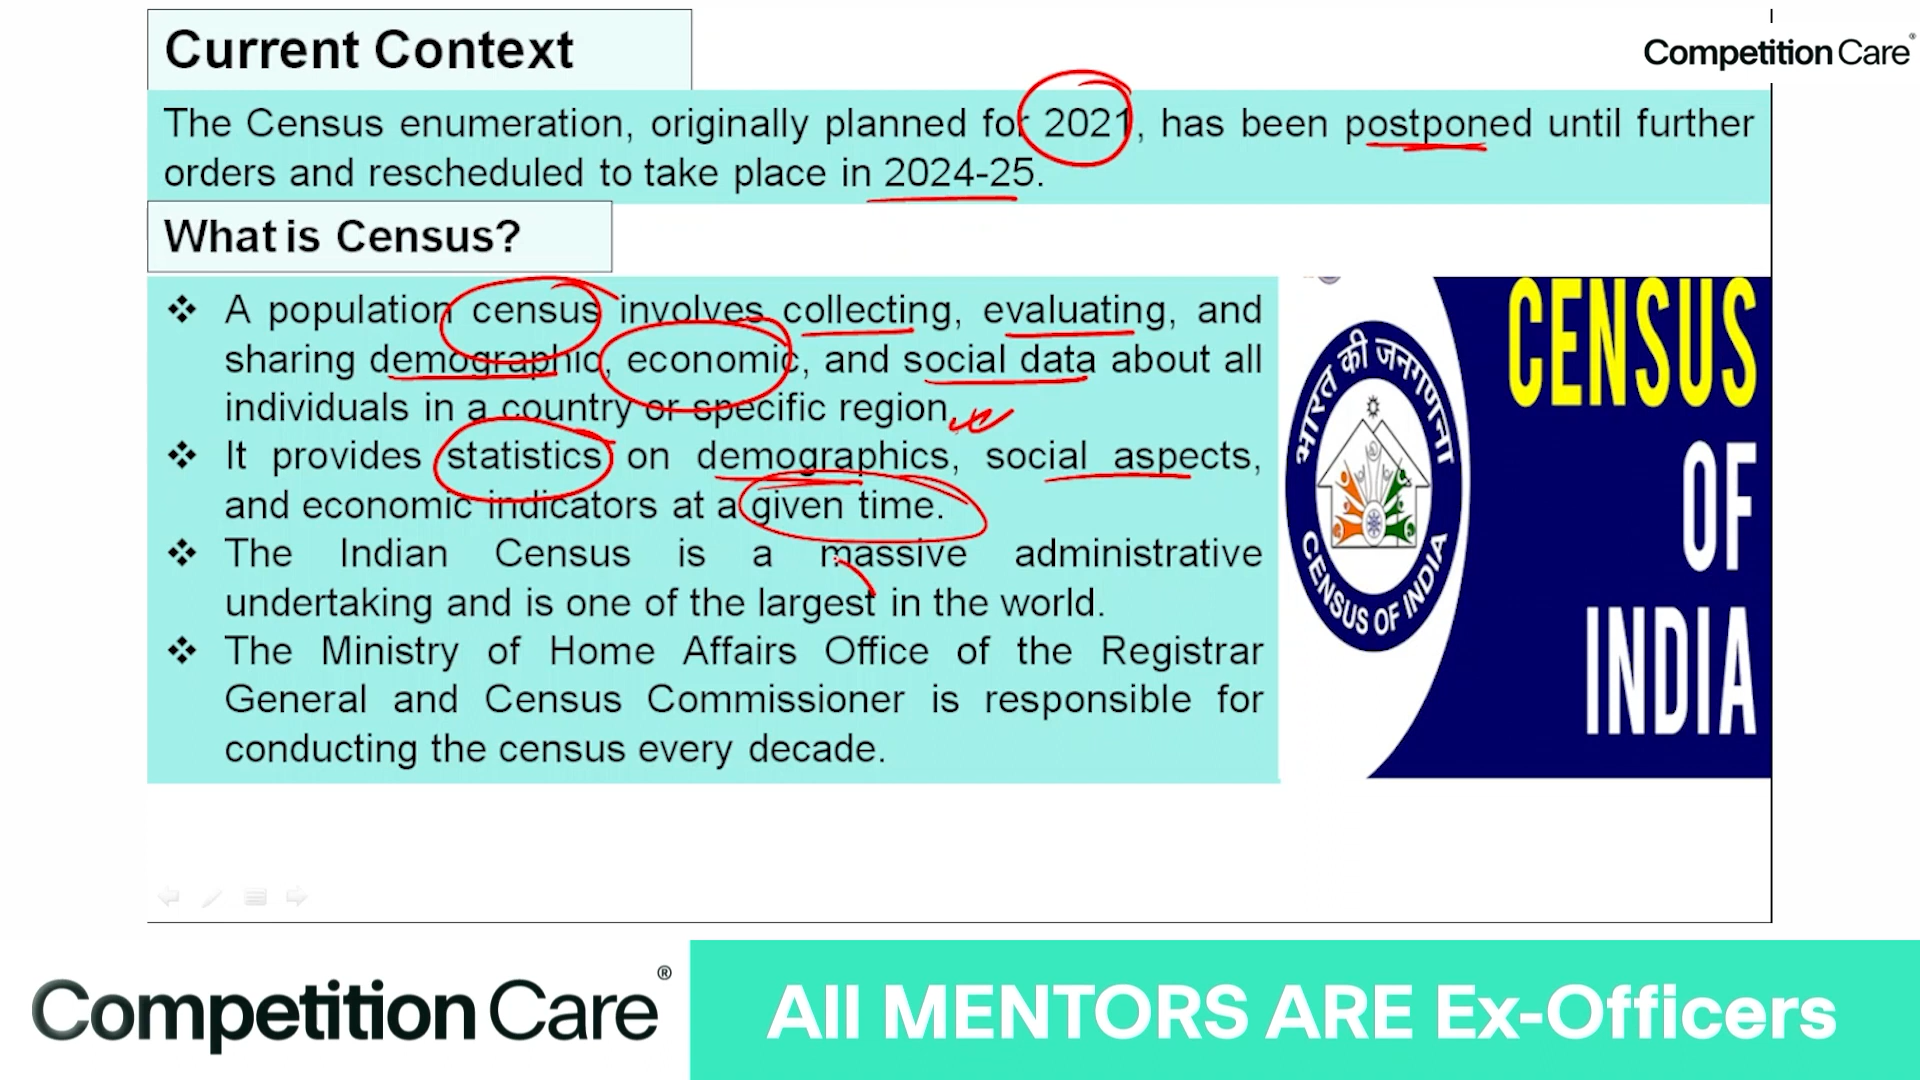 Current Context
Competition Care®
The Census enumeration, originally planned for 2021, has been postponed until further
orders and rescheduled to take place in 2024-25.
What is Census?
❖ A population census involves collecting, evaluating, and
sharing demographic, economic, and social data about all
individuals in a country or specific region.
❖ It provides statistics on demographics, social aspects,
and economic indicators at a given time.
❖ The Indian Census is a massive administrative
undertaking and is one of the largest in the world.
❖ The Ministry of Home Affairs Office of the Registrar
General and Census Commissioner is responsible for
conducting the census every decade.
भारत की जनगणना
CENSUS OF INDIA
CENSUS
OF
INDIA
Competition Care®
All MENTORS ARE Ex-Officers